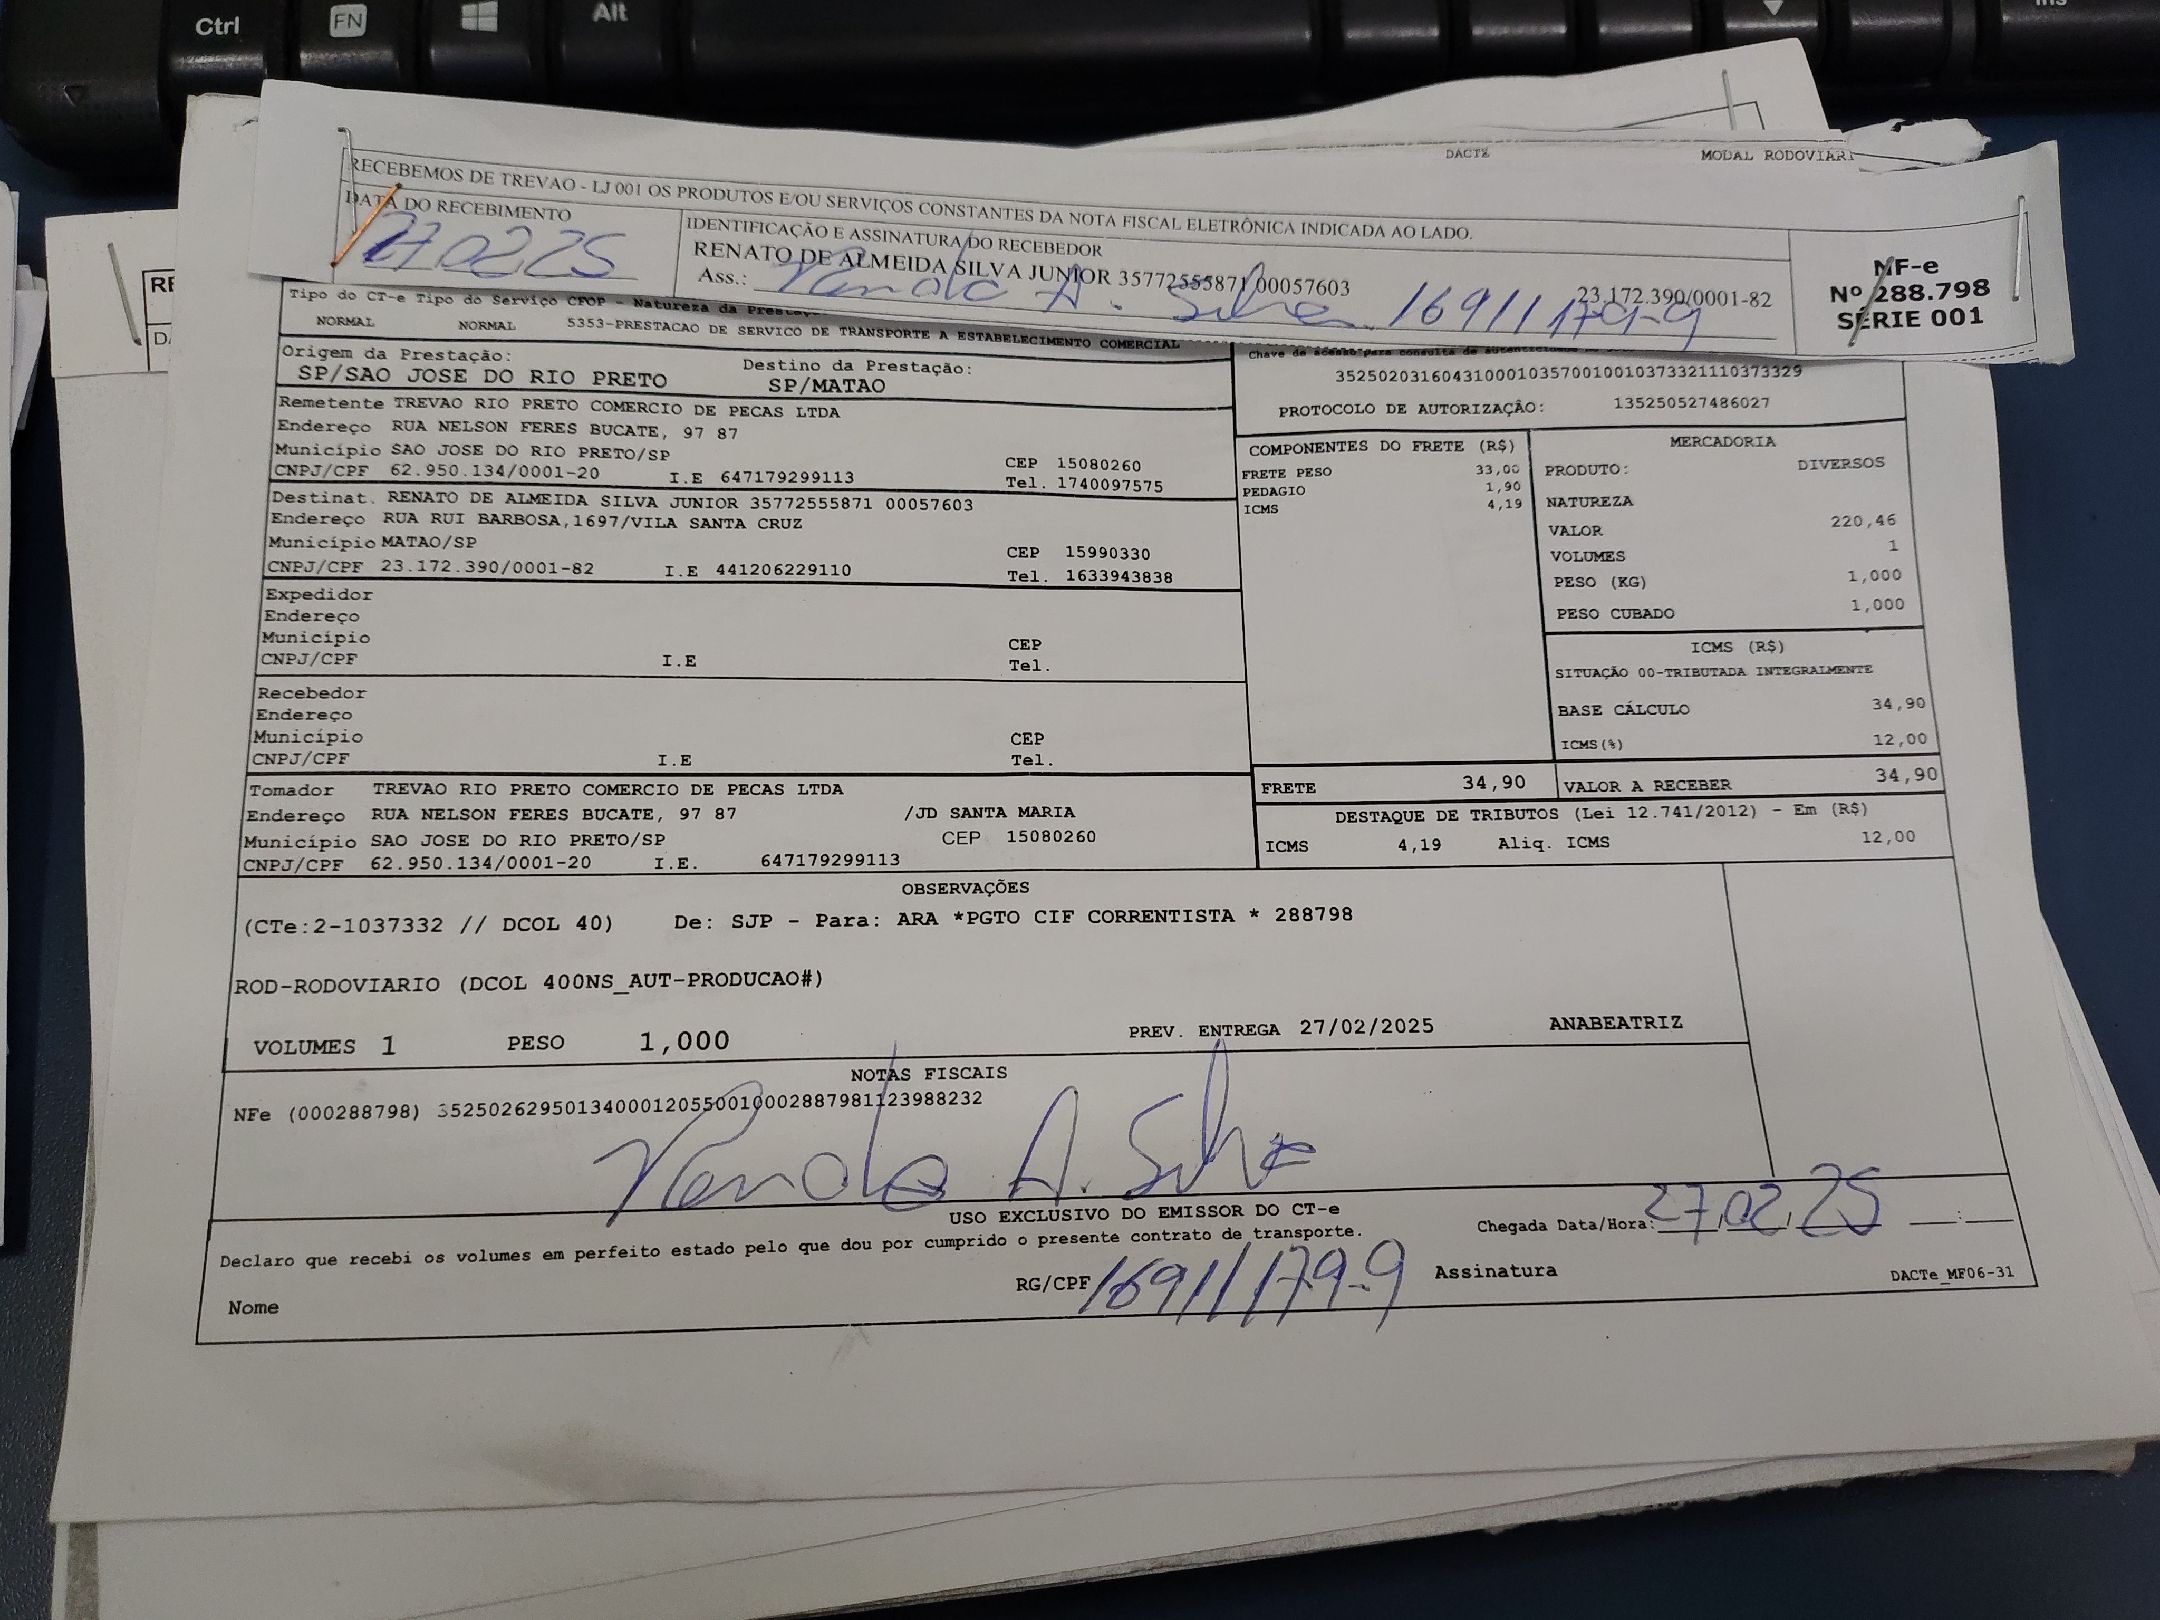 Ctrl
FN
Alt
Ins
DACTE
MODAL RODOVIARI
RECEBEMOS DE TREVAO - LJ 001 OS PRODUTOS E/OU SERVIÇOS CONSTANTES DA NOTA FISCAL ELETRÔNICA INDICADA AO LADO.
DATA DO RECEBIMENTO
27 02 25
IDENTIFICAÇÃO E ASSINATURA DO RECEBEDOR
RENATO DE ALMEIDA SILVA JUNIOR 35772555871 00057603
23.172.390/0001-82
Ass.: A. Silva 16911179-9
NF-e
Nº 288.798
SÉRIE 001
RE
DA
Tipo do CT-e Tipo do Serviço CFOP - Natureza da Prestaç
NORMAL NORMAL 5353-PRESTACAO DE SERVICO DE TRANSPORTE A ESTABELECIMENTO COMERCIAL
Origem da Prestação:
SP/SAO JOSE DO RIO PRETO
Destino da Prestação:
SP/MATAO
Chave de acesso para consulta de
35250203160431000103570010010373321110373329
PROTOCOLO DE AUTORIZAÇÃO: 135250527486027
Remetente TREVAO RIO PRETO COMERCIO DE PECAS LTDA
Endereço RUA NELSON FERES BUCATE, 97 87
Município SAO JOSE DO RIO PRETO/SP CEP 15080260
CNPJ/CPF 62.950.134/0001-20 I.E 647179299113 Tel. 1740097575
Destinat. RENATO DE ALMEIDA SILVA JUNIOR 35772555871 00057603
Endereço RUA RUI BARBOSA,1697/VILA SANTA CRUZ
Município MATAO/SP CEP 15990330
CNPJ/CPF 23.172.390/0001-82 I.E 441206229110 Tel. 1633943838
Expedidor
Endereço
Município CEP
CNPJ/CPF I.E Tel.
Recebedor
Endereço
Município CEP
CNPJ/CPF I.E Tel.
Tomador TREVAO RIO PRETO COMERCIO DE PECAS LTDA
Endereço RUA NELSON FERES BUCATE, 97 87 /JD SANTA MARIA
Município SAO JOSE DO RIO PRETO/SP CEP 15080260
CNPJ/CPF 62.950.134/0001-20 I.E. 647179299113
COMPONENTES DO FRETE (R$)
FRETE PESO 33,00
PEDAGIO 1,90
ICMS 4,19
MERCADORIA
PRODUTO: DIVERSOS
NATUREZA
VALOR 220,46
VOLUMES 1
PESO (KG) 1,000
PESO CUBADO 1,000
ICMS (R$)
SITUAÇÃO 00-TRIBUTADA INTEGRALMENTE
BASE CÁLCULO 34,90
ICMS(%) 12,00
FRETE 34,90 VALOR A RECEBER 34,90
DESTAQUE DE TRIBUTOS (Lei 12.741/2012) - Em (R$)
ICMS 4,19 Aliq. ICMS 12,00
OBSERVAÇÕES
(CTe:2-1037332 // DCOL 40) De: SJP - Para: ARA *PGTO CIF CORRENTISTA * 288798
ROD-RODOVIARIO (DCOL 400NS_AUT-PRODUCAO#)
VOLUMES 1 PESO 1,000 PREV. ENTREGA 27/02/2025 ANABEATRIZ
NOTAS FISCAIS
NFe (000288798) 35250262950134000120550010002887981123988232
A. Silva
USO EXCLUSIVO DO EMISSOR DO CT-e
Declaro que recebi os volumes em perfeito estado pelo que dou por cumprido o presente contrato de transporte.
Chegada Data/Hora: 27 02 25 __:__
Nome RG/CPF 16911179-9 Assinatura
DACTe_MF06-31